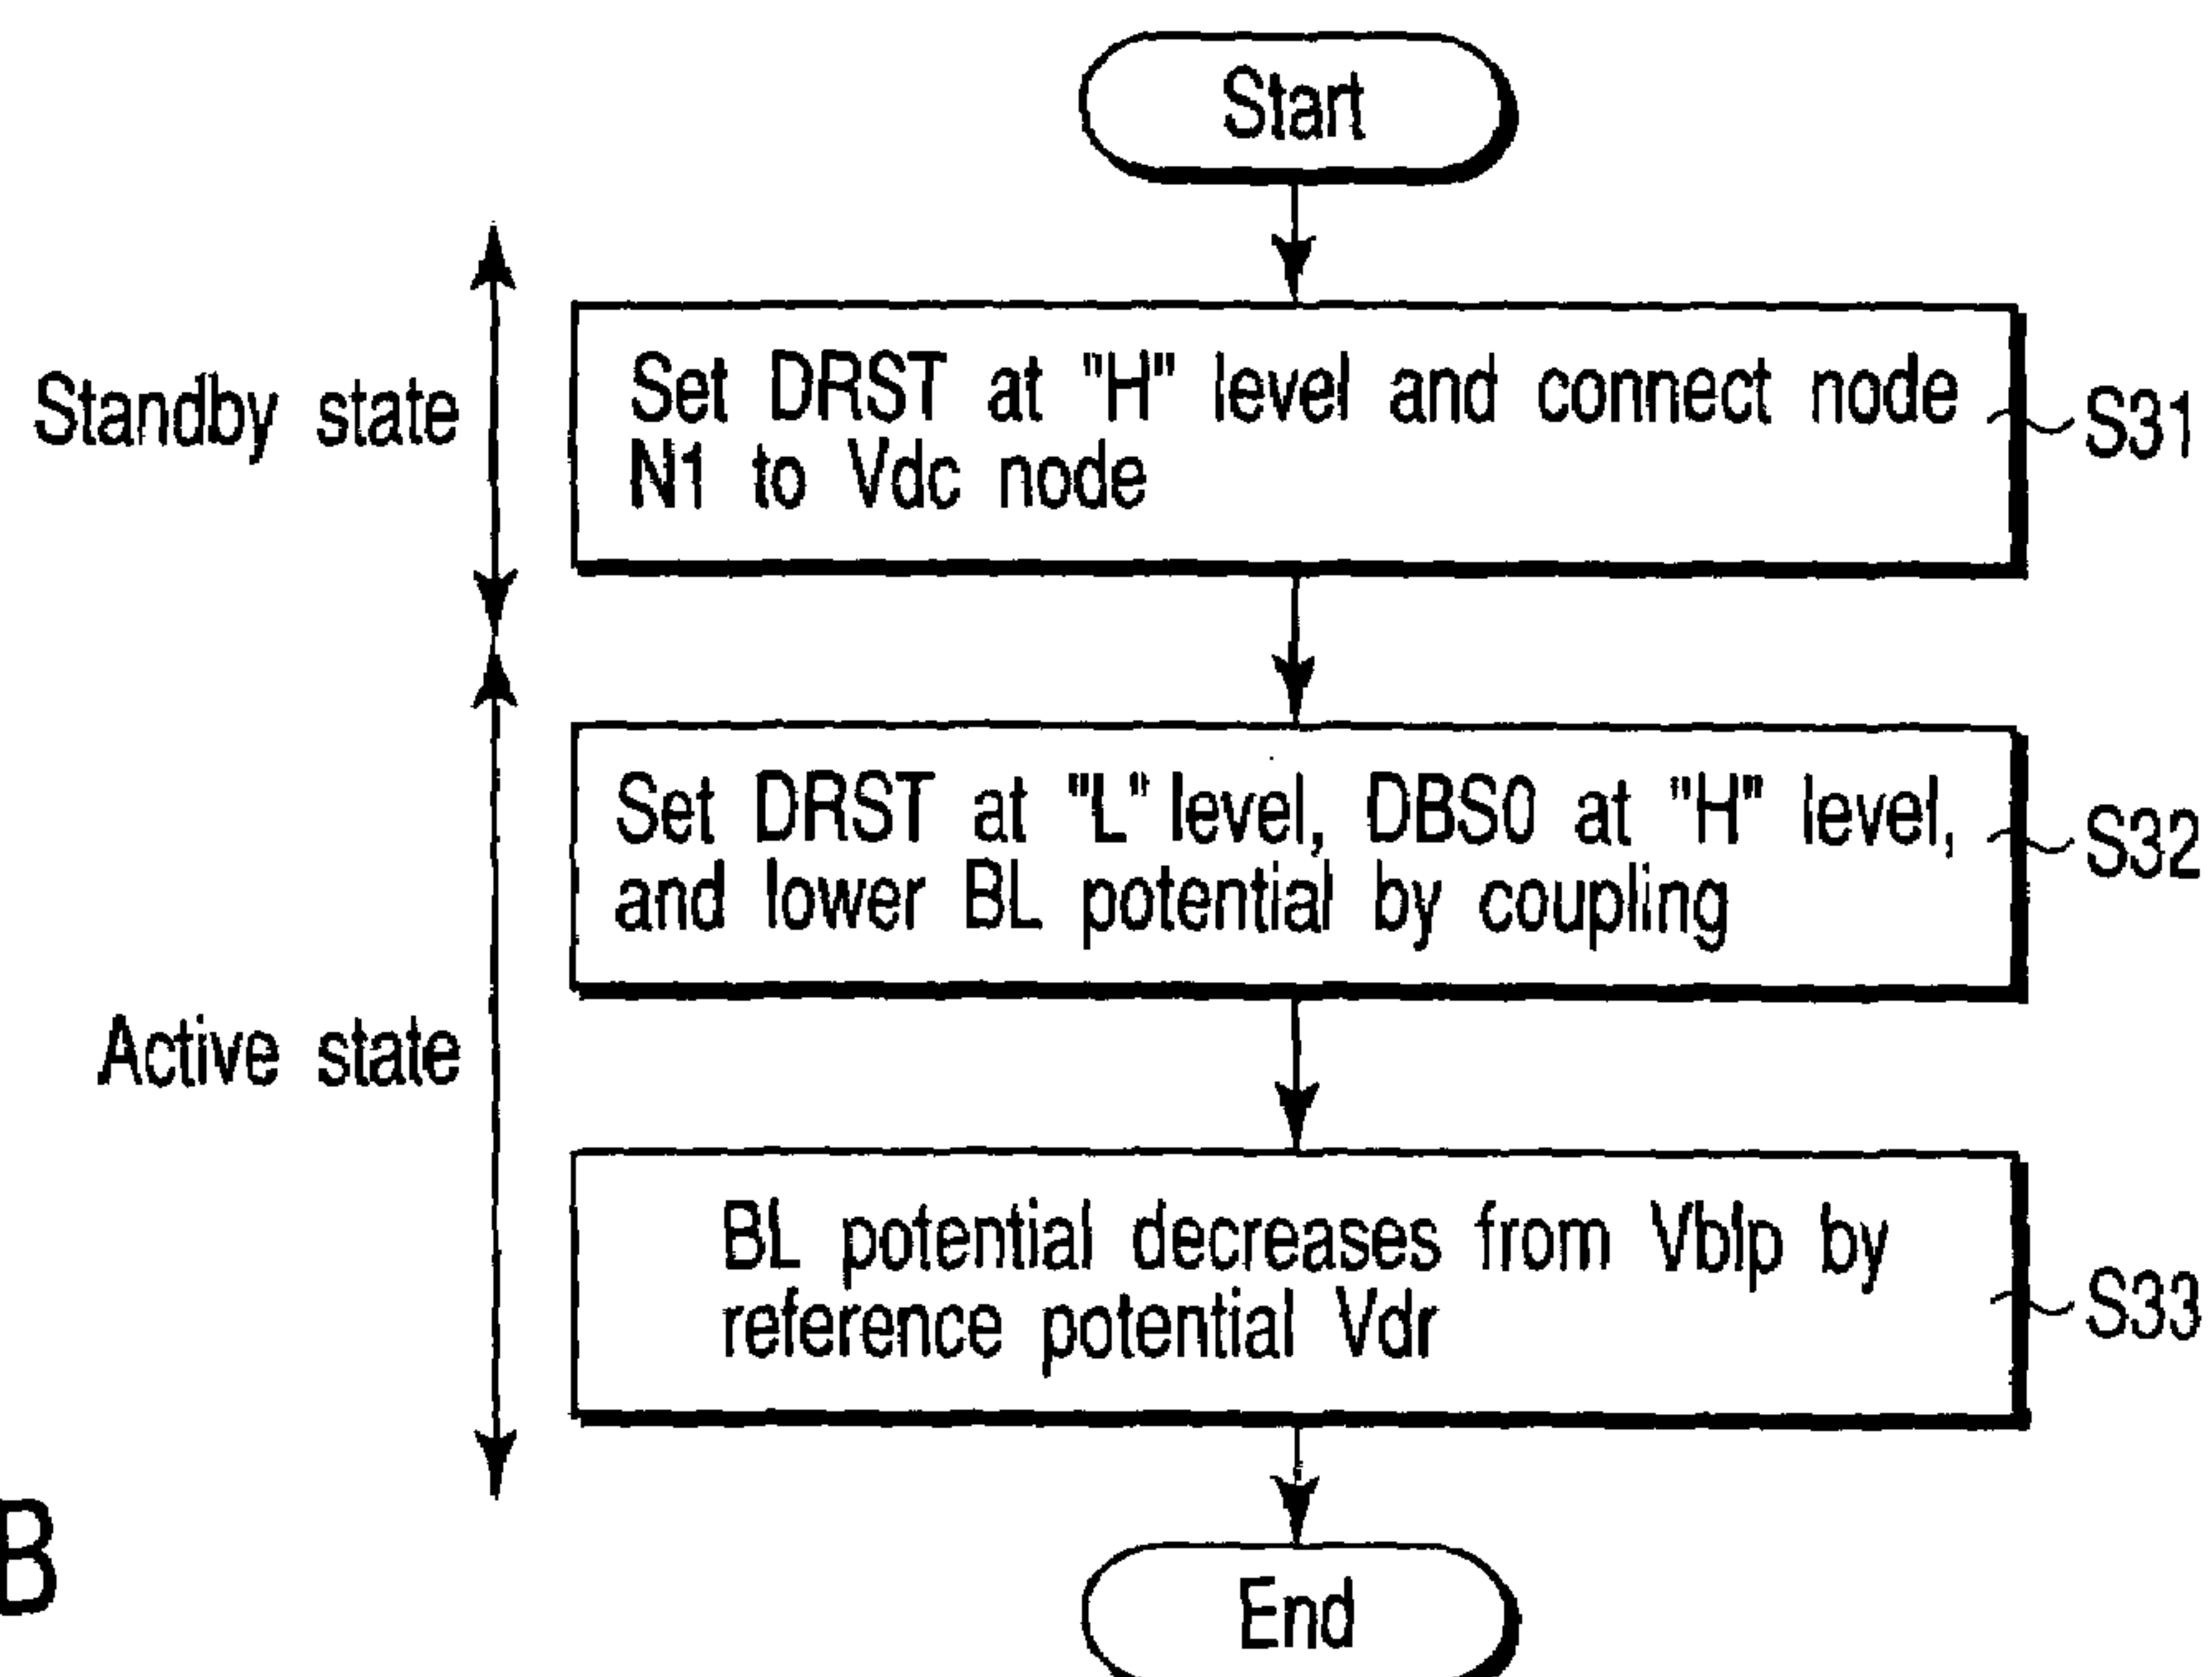 Start
Standby state
Set DRST at "H" level and connect node
N1 to Vdc node
S31
Set DRST at "L" level, DBS0 at "H" level,
and lower BL potential by coupling
S32
Active state
BL potential decreases from Vblp by
reference potential Vdr
S33
B
End